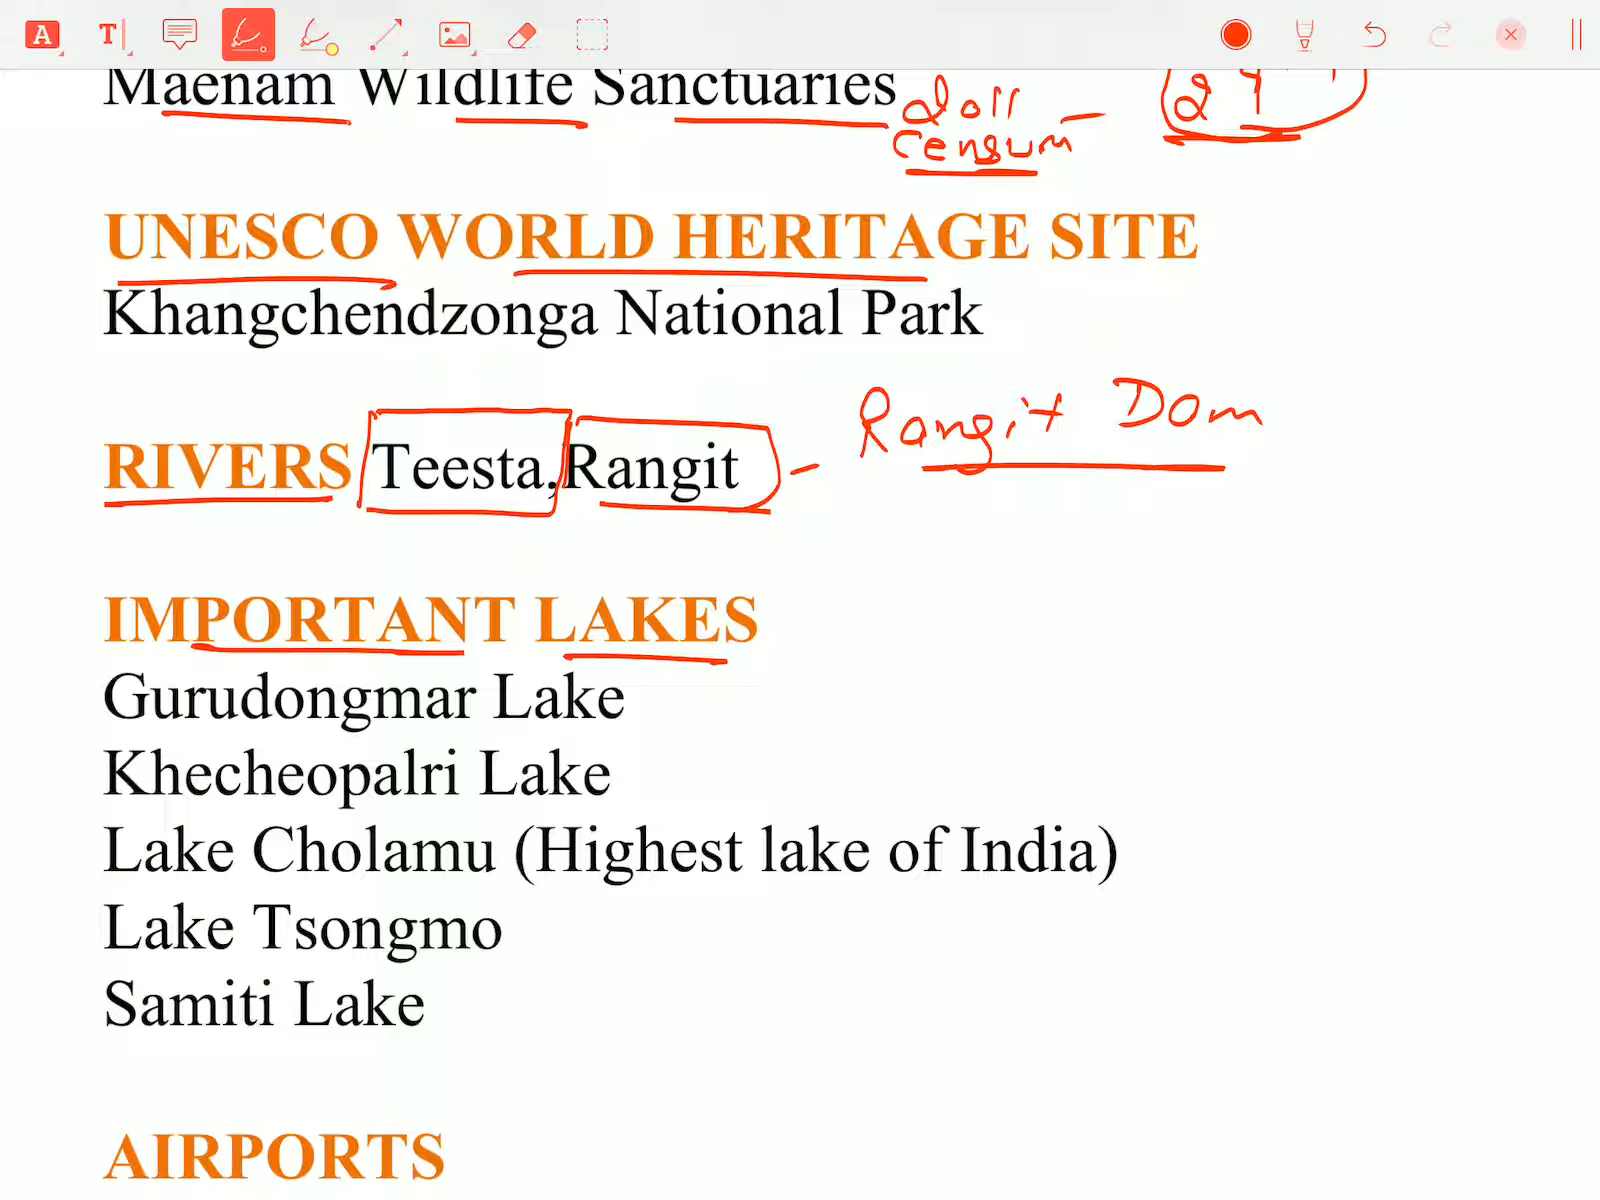 Maenam Wildlife Sanctuaries
2011
Census
UNESCO WORLD HERITAGE SITE
Khangchendzonga National Park
Rangit Dam
RIVERS Teesta,Rangit
IMPORTANT LAKES
Gurudongmar Lake
Khecheopalri Lake
Lake Cholamu (Highest lake of India)
Lake Tsongmo
Samiti Lake
AIRPORTS